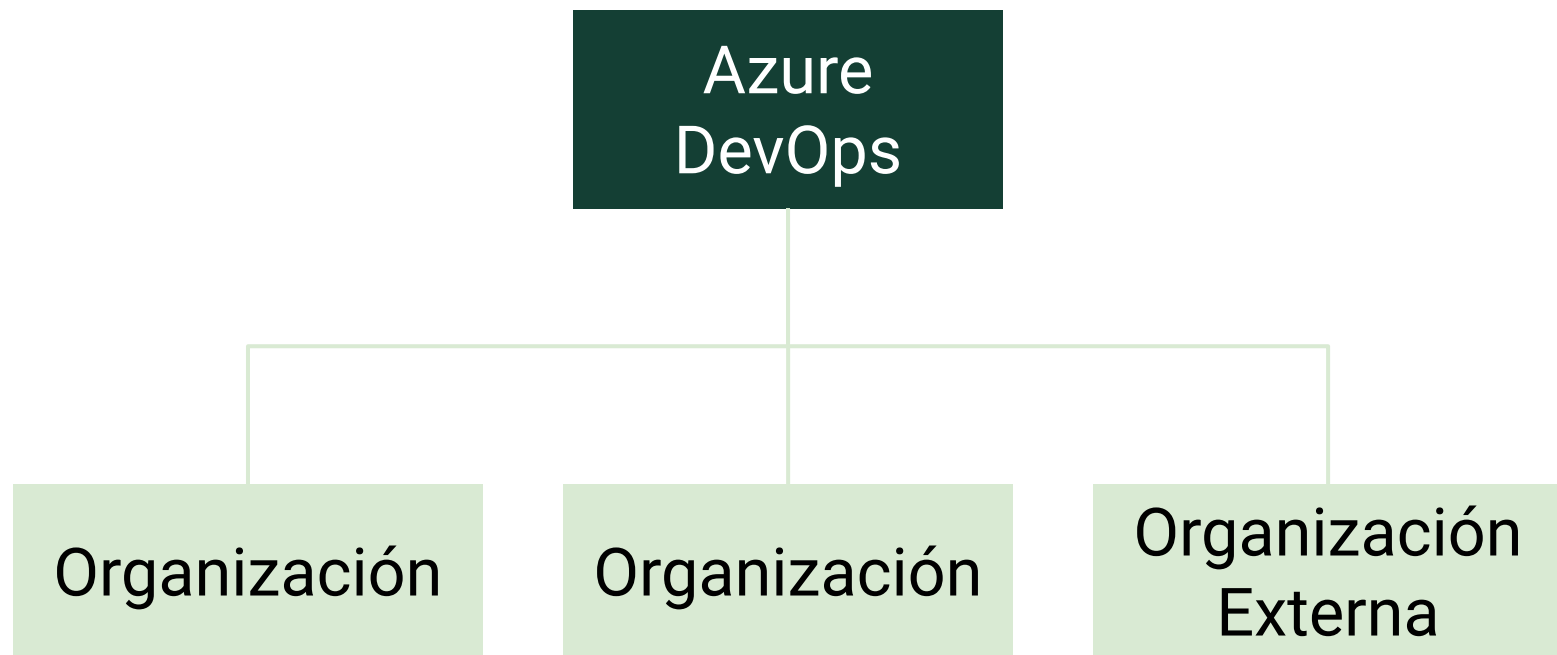 Azure
DevOps
Organización
Organización
Organización
Externa